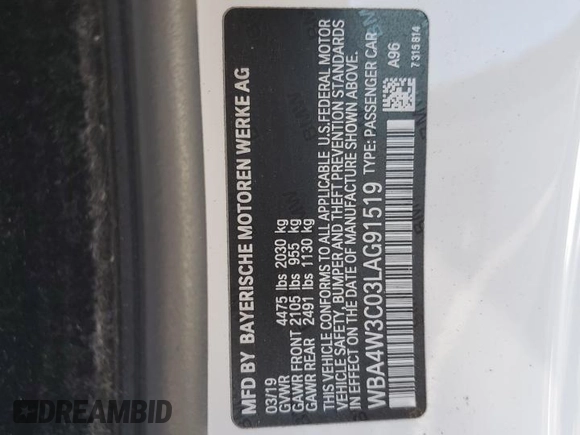 MFD BY BAYERISCHE MOTOREN WERKE AG
03/19
GVWR 4475 lbs 2030 kg
GAWR FRONT 2105 lbs 955 kg
GAWR REAR 2491 lbs 1130 kg
THIS VEHICLE CONFORMS TO ALL APPLICABLE U.S.FEDERAL MOTOR
VEHICLE SAFETY, BUMPER AND THEFT PREVENTION STANDARDS
IN EFFECT ON THE DATE OF MANUFACTURE SHOWN ABOVE.
WBA4W3C03LAG91519 TYPE: PASSENGER CAR
A96
7315814
DREAMBID